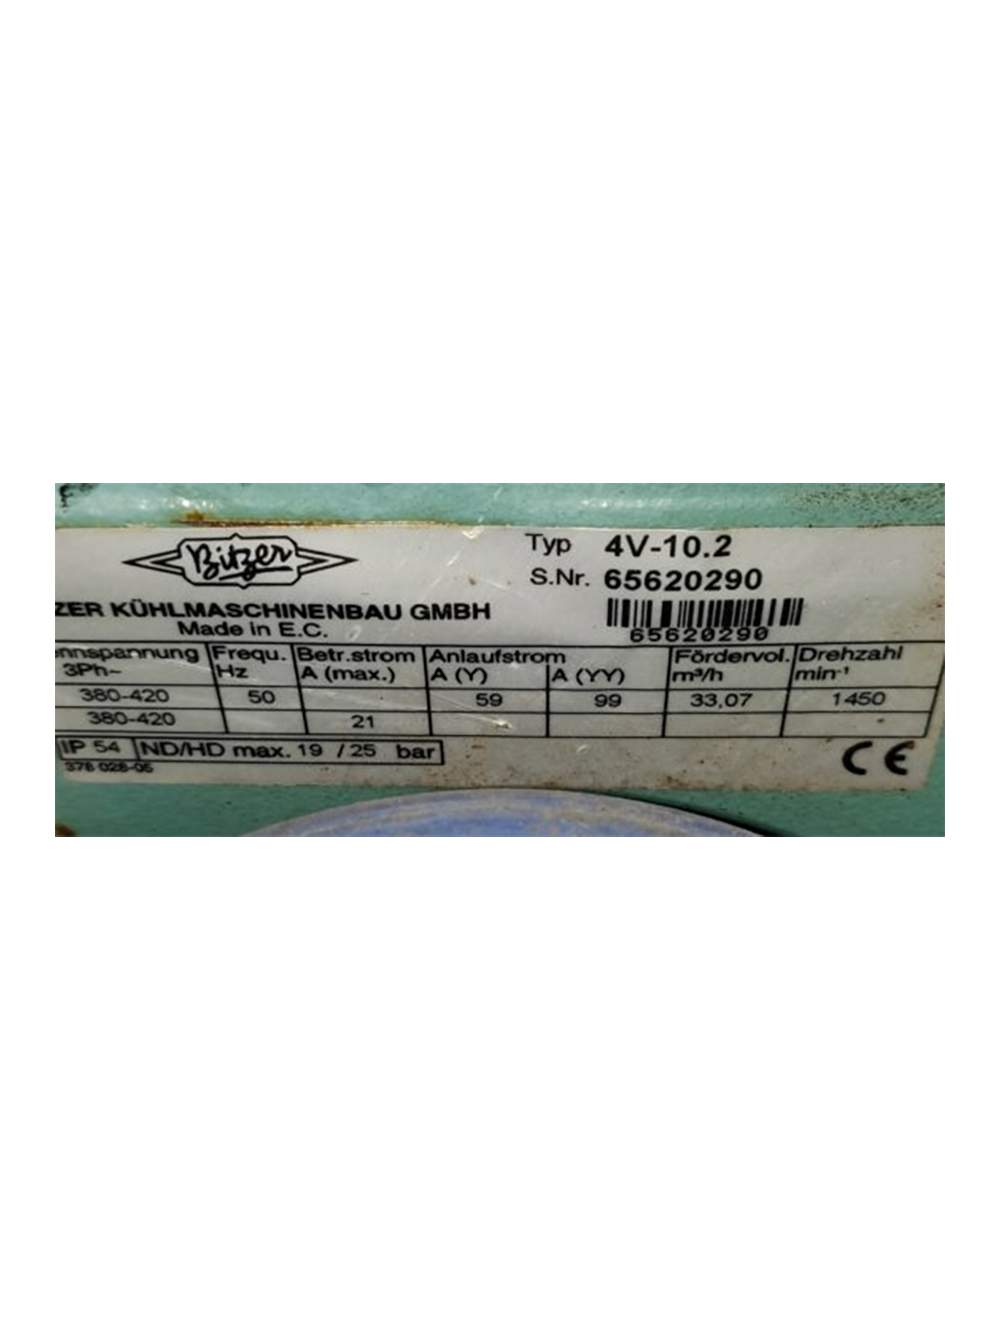 Bitzer
Typ 4V-10.2
S.Nr. 65620290
ZER KÜHLMASCHINENBAU GMBH
Made in E.C.
65620290
ennspannung Frequ. Betr.strom Anlaufstrom Fördervol. Drehzahl
3Ph~ Hz A (max.) A (Y) A (YY) m³/h min-¹
380-420 50 59 99 33,07 1450
380-420 21
IP 54 ND/HD max. 19 / 25 bar
378 028-05
CE